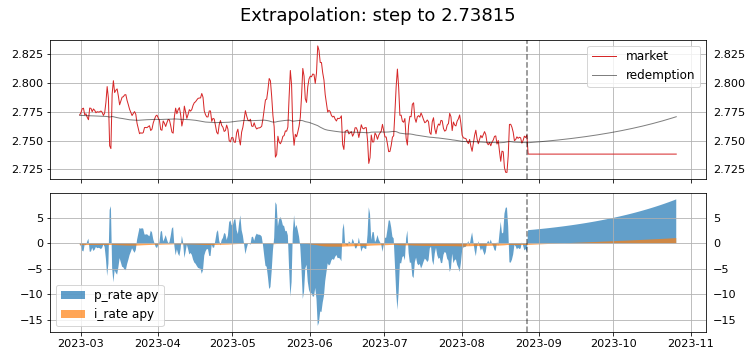 Extrapolation: step to 2.73815
2.825 2.825
2.800 2.800
2.775 2.775
2.750 2.750
2.725 2.725
market
redemption
5 5
0 0
−5 −5
−10 −10
−15 −15
p_rate apy
i_rate apy
2023-03 2023-04 2023-05 2023-06 2023-07 2023-08 2023-09 2023-10 2023-11